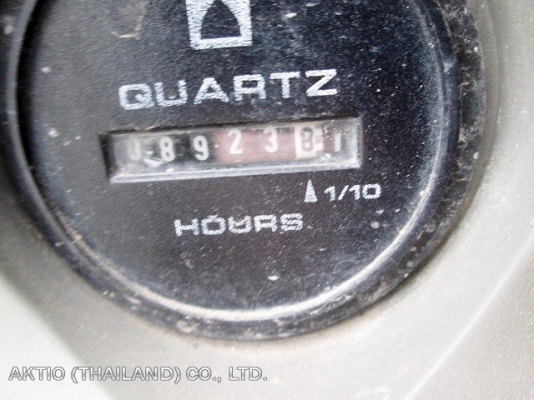 QUARTZ
0892381
1/10
HOURS
AKTIO (THAILAND) CO., LTD.